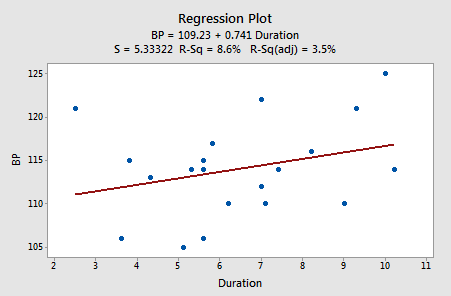 Regression Plot
BP = 109.23 + 0.741 Duration
S = 5.33322 R-Sq = 8.6% R-Sq(adj) = 3.5%
125
120
115
110
105
BP
2 3 4 5 6 7 8 9 10 11
Duration